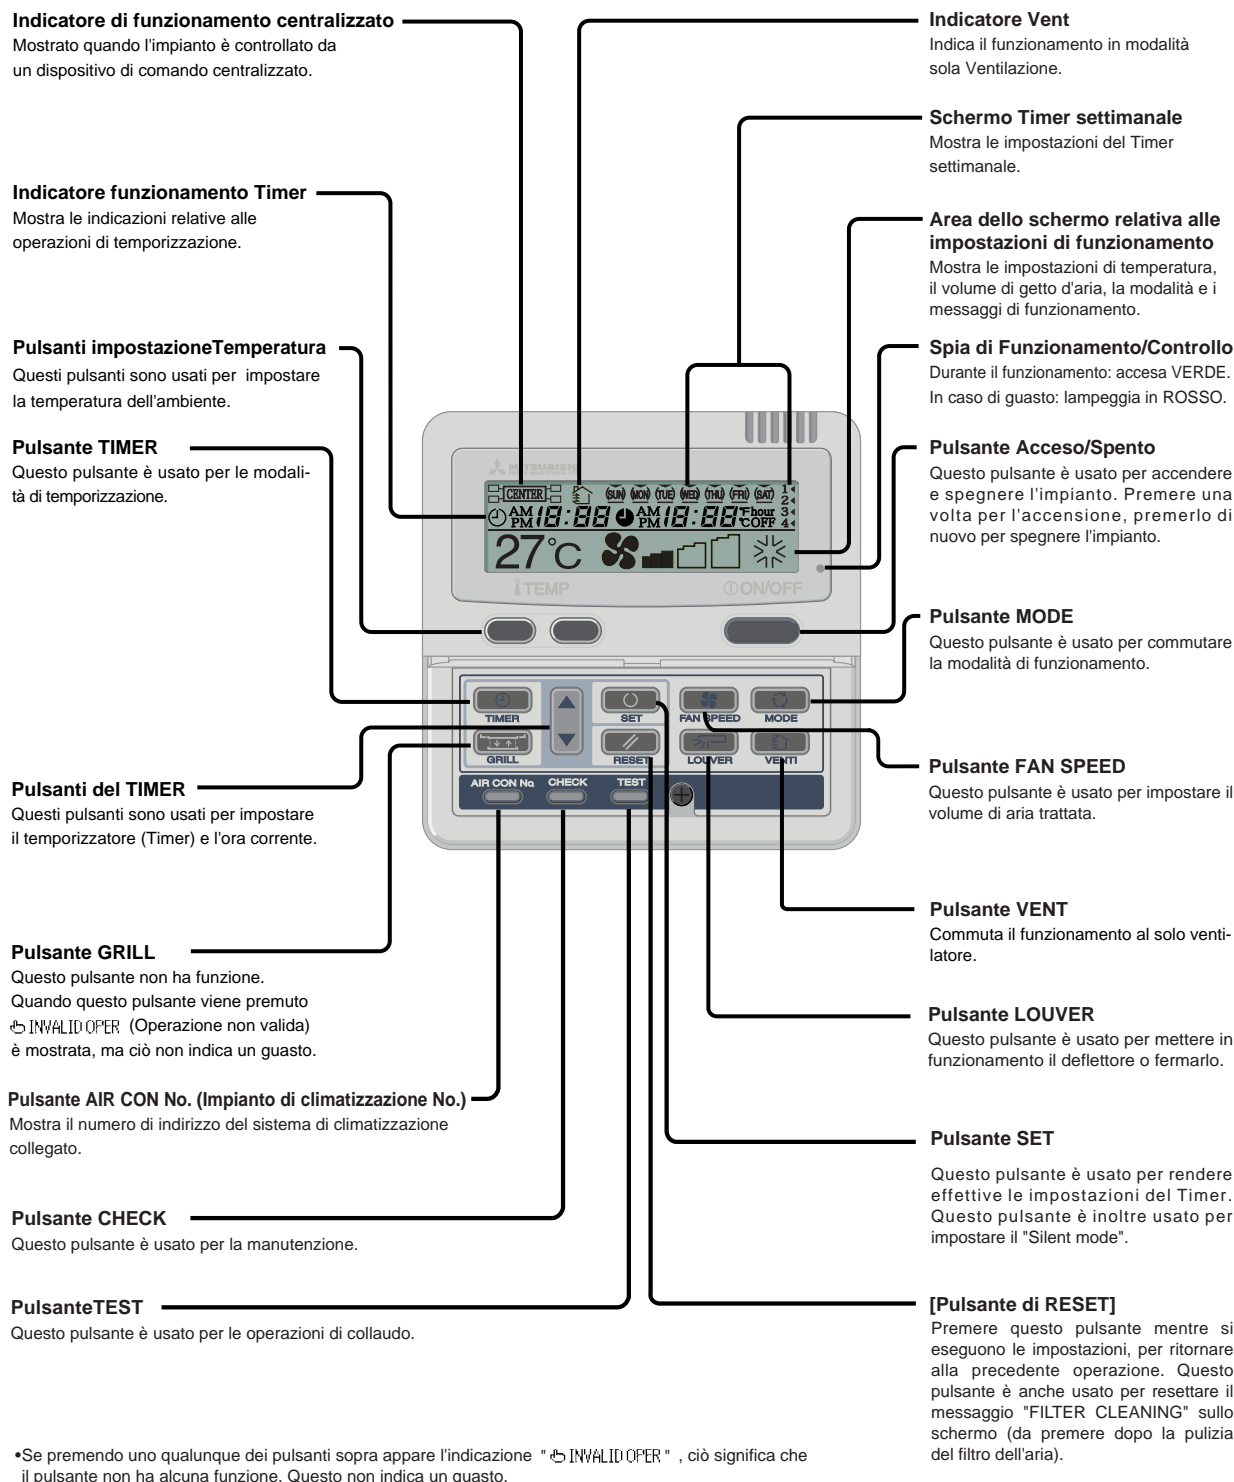 Indicatore di funzionamento centralizzato
Mostrato quando l'impianto è controllato da
un dispositivo di comando centralizzato.
Indicatore funzionamento Timer
Mostra le indicazioni relative alle
operazioni di temporizzazione.
Pulsanti impostazioneTemperatura
Questi pulsanti sono usati per impostare
la temperatura dell'ambiente.
Pulsante TIMER
Questo pulsante è usato per le modali-
tà di temporizzazione.
Pulsanti del TIMER
Questi pulsanti sono usati per impostare
il temporizzatore (Timer) e l'ora corrente.
Pulsante GRILL
Questo pulsante non ha funzione.
Quando questo pulsante viene premuto
INVALID OPER (Operazione non valida)
è mostrata, ma ciò non indica un guasto.
Pulsante AIR CON No. (Impianto di climatizzazione No.)
Mostra il numero di indirizzo del sistema di climatizzazione
collegato.
Pulsante CHECK
Questo pulsante è usato per la manutenzione.
PulsanteTEST
Questo pulsante è usato per le operazioni di collaudo.
MITSUBISHI
CENTER
SUN MON TUE WED THU FRI SAT
1
2
3
4
AM
PM
18:88
AM
PM
18:88
°F hour
°C OFF
27°C
TEMP
ON/OFF
TIMER
SET
FAN SPEED
MODE
GRILL
RESET
LOUVER
VENTI
AIR CON No.
CHECK
TEST
Indicatore Vent
Indica il funzionamento in modalità
sola Ventilazione.
Schermo Timer settimanale
Mostra le impostazioni del Timer
settimanale.
Area dello schermo relativa alle
impostazioni di funzionamento
Mostra le impostazioni di temperatura,
il volume di getto d'aria, la modalità e i
messaggi di funzionamento.
Spia di Funzionamento/Controllo
Durante il funzionamento: accesa VERDE.
In caso di guasto: lampeggia in ROSSO.
Pulsante Acceso/Spento
Questo pulsante è usato per accendere
e spegnere l'impianto. Premere una
volta per l'accensione, premerlo di
nuovo per spegnere l'impianto.
Pulsante MODE
Questo pulsante è usato per commutare
la modalità di funzionamento.
Pulsante FAN SPEED
Questo pulsante è usato per impostare il
volume di aria trattata.
Pulsante VENT
Commuta il funzionamento al solo venti-
latore.
Pulsante LOUVER
Questo pulsante è usato per mettere in
funzionamento il deflettore o fermarlo.
Pulsante SET
Questo pulsante è usato per rendere
effettive le impostazioni del Timer.
Questo pulsante è inoltre usato per
impostare il "Silent mode".
[Pulsante di RESET]
Premere questo pulsante mentre si
eseguono le impostazioni, per ritornare
alla precedente operazione. Questo
pulsante è anche usato per resettare il
messaggio "FILTER CLEANING" sullo
schermo (da premere dopo la pulizia
del filtro dell'aria).
•Se premendo uno qualunque dei pulsanti sopra appare l'indicazione " INVALID OPER " , ciò significa che
il pulsante non ha alcuna funzione. Questo non indica un guasto.